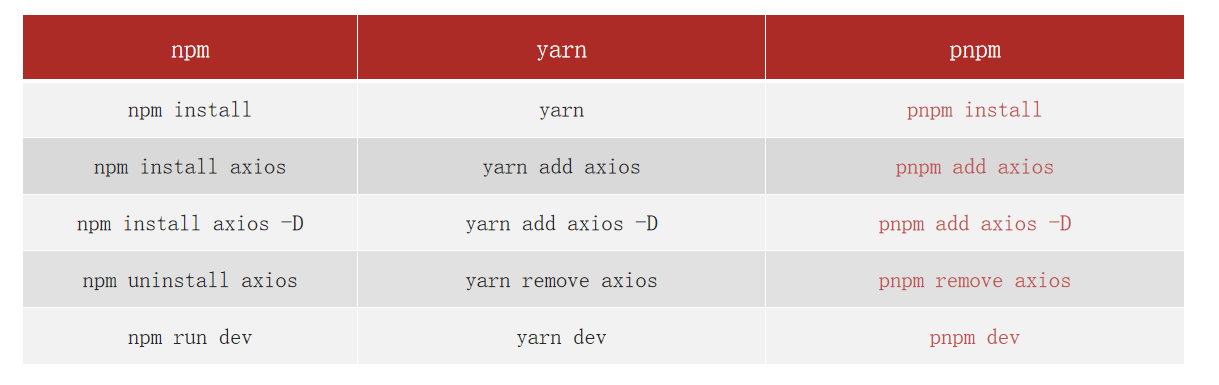 npm yarn pnpm
npm install yarn pnpm install
npm install axios yarn add axios pnpm add axios
npm install axios -D yarn add axios -D pnpm add axios -D
npm uninstall axios yarn remove axios pnpm remove axios
npm run dev yarn dev pnpm dev